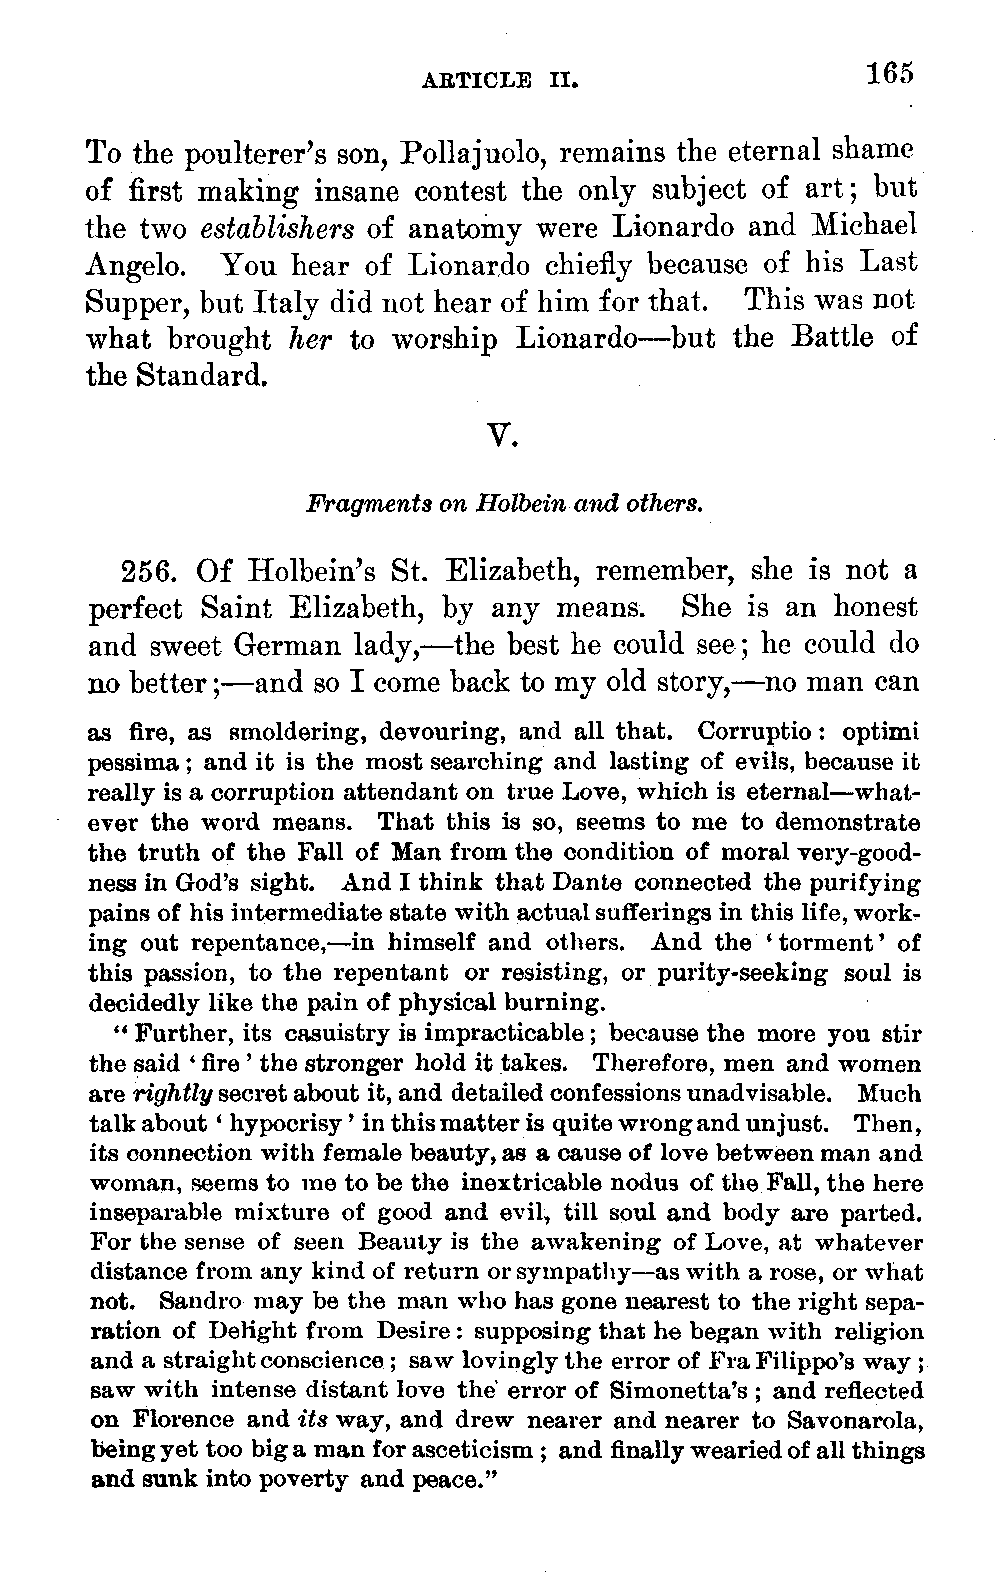 ARTICLE II. 165
To the poulterer's son, Pollajuolo, remains the eternal shame
of first making insane contest the only subject of art; but
the two establishers of anatomy were Lionardo and Michael
Angelo. You hear of Lionardo chiefly because of his Last
Supper, but Italy did not hear of him for that. This was not
what brought her to worship Lionardo—but the Battle of
the Standard.
V.
Fragments on Holbein and others.
256. Of Holbein's St. Elizabeth, remember, she is not a
perfect Saint Elizabeth, by any means. She is an honest
and sweet German lady,—the best he could see; he could do
no better;—and so I come back to my old story,—no man can
as fire, as smoldering, devouring, and all that. Corruptio: optimi
pessima; and it is the most searching and lasting of evils, because it
really is a corruption attendant on true Love, which is eternal—what-
ever the word means. That this is so, seems to me to demonstrate
the truth of the Fall of Man from the condition of moral very-good-
ness in God's sight. And I think that Dante connected the purifying
pains of his intermediate state with actual sufferings in this life, work-
ing out repentance,—in himself and others. And the 'torment' of
this passion, to the repentant or resisting, or purity-seeking soul is
decidedly like the pain of physical burning.
"Further, its casuistry is impracticable; because the more you stir
the said 'fire' the stronger hold it takes. Therefore, men and women
are rightly secret about it, and detailed confessions unadvisable. Much
talk about 'hypocrisy' in this matter is quite wrong and unjust. Then,
its connection with female beauty, as a cause of love between man and
woman, seems to me to be the inextricable nodus of the Fall, the here
inseparable mixture of good and evil, till soul and body are parted.
For the sense of seen Beauty is the awakening of Love, at whatever
distance from any kind of return or sympathy—as with a rose, or what
not. Sandro may be the man who has gone nearest to the right sepa-
ration of Delight from Desire: supposing that he began with religion
and a straight conscience; saw lovingly the error of Fra Filippo's way;
saw with intense distant love the error of Simonetta's; and reflected
on Florence and its way, and drew nearer and nearer to Savonarola,
being yet too big a man for asceticism; and finally wearied of all things
and sunk into poverty and peace."